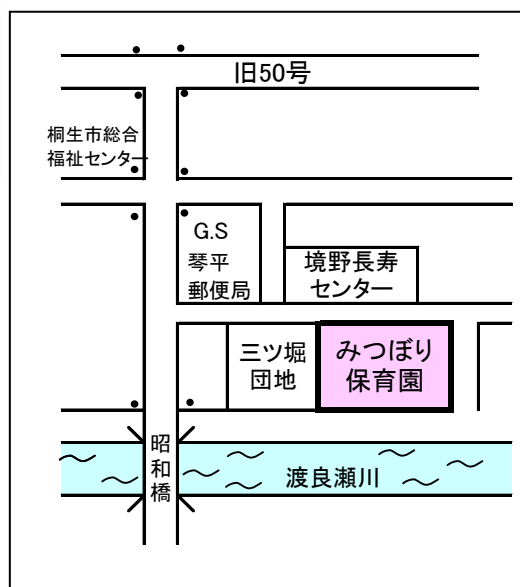 旧50号
桐生市総合
福祉センター
G.S
琴平
郵便局
境野長寿
センター
三ツ堀
団地
みつぼり
保育園
昭和橋
渡良瀬川